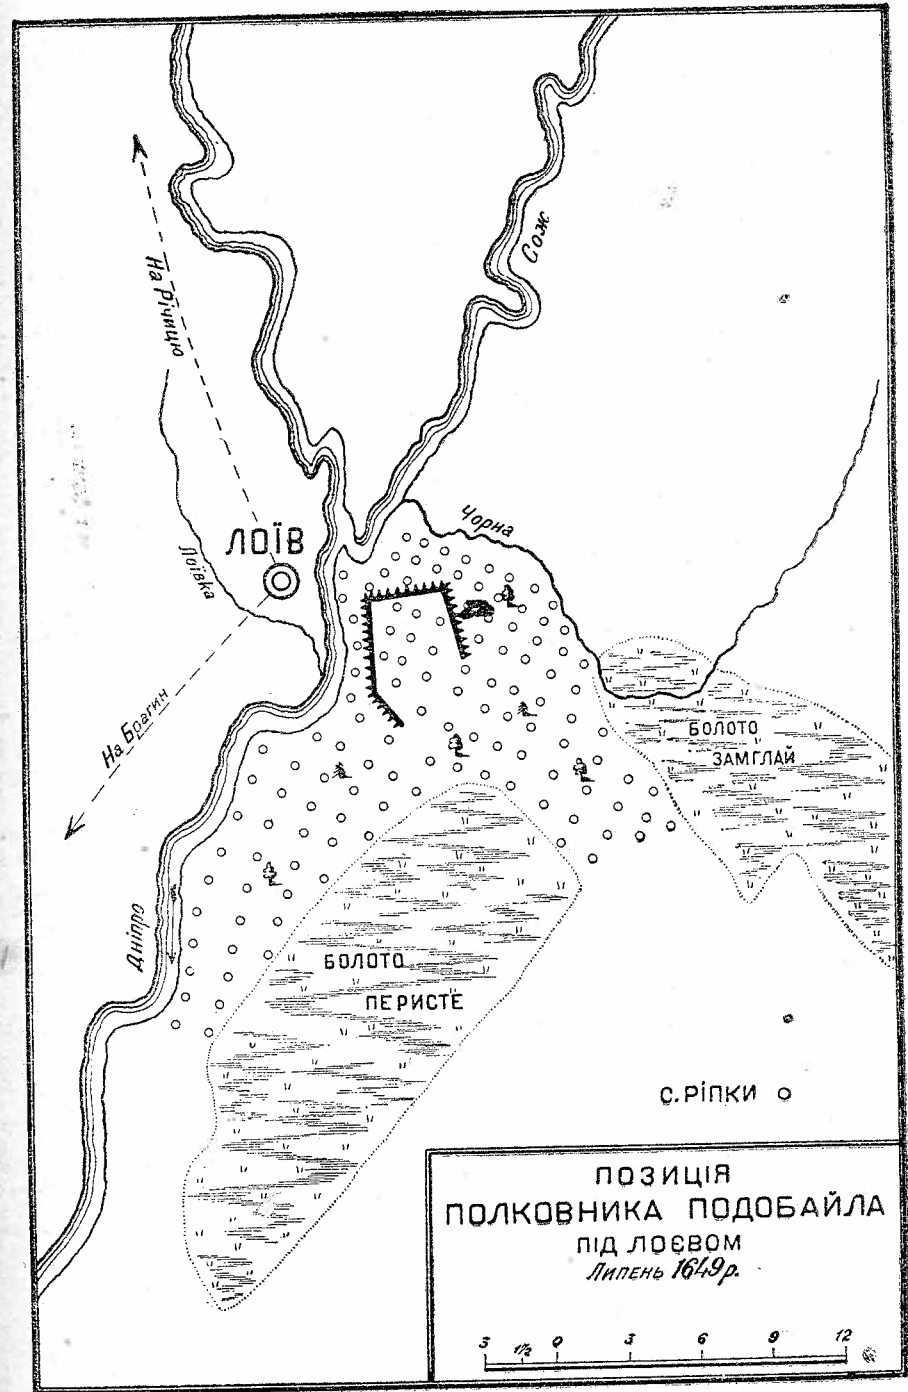 Сож
На Річицю
Чорна
ЛОЇВ
Лоївка
На Брагин
БОЛОТО
ЗАМГЛАЙ
Дніпро
БОЛОТО
ПЕРИСТЕ
С. РІПКИ
ПОЗИЦІЯ
ПОЛКОВНИКА ПОДОБАЙЛА
ПІД ЛОЄВОМ
Липень 1649 р.
3 1½ 0 3 6 9 12